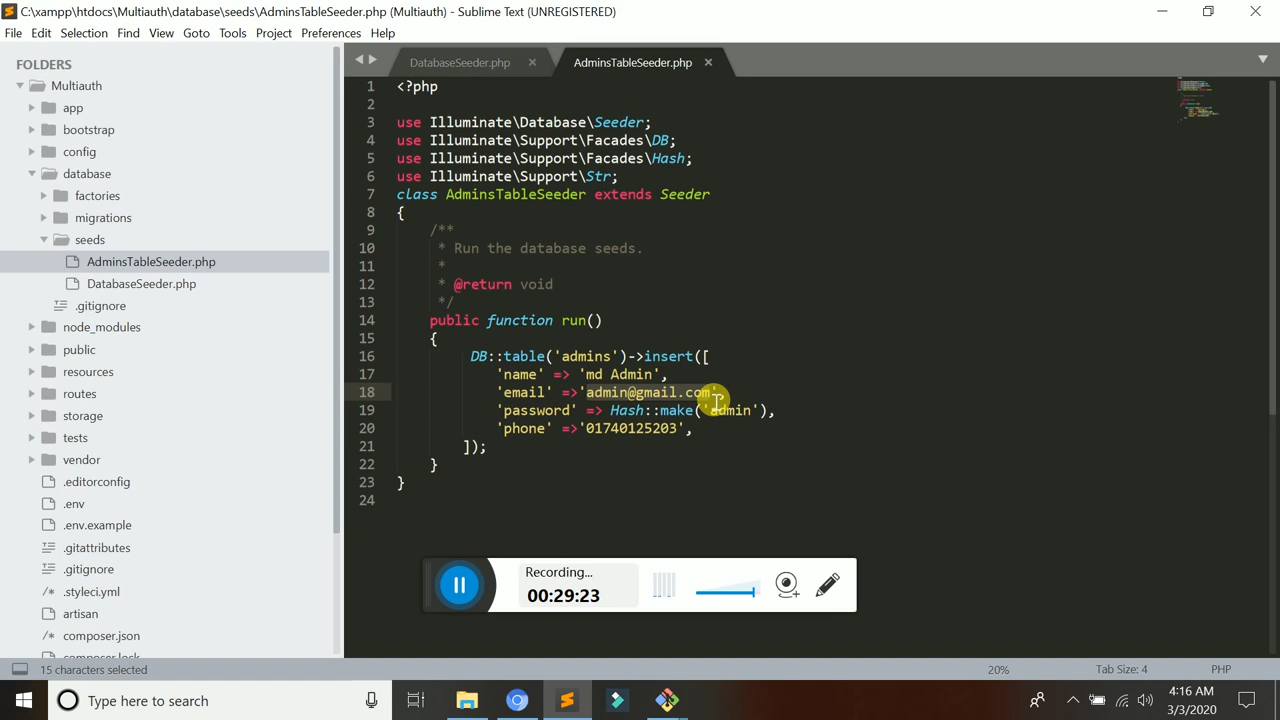 C:\xampp\htdocs\Multiauth\database\seeds\AdminsTableSeeder.php (Multiauth) - Sublime Text (UNREGISTERED)
File Edit Selection Find View Goto Tools Project Preferences Help
FOLDERS
Multiauth
app
bootstrap
config
database
factories
migrations
seeds
AdminsTableSeeder.php
DatabaseSeeder.php
.gitignore
node_modules
public
resources
routes
storage
tests
vendor
.editorconfig
.env
.env.example
.gitattributes
.gitignore
/* .styleci.yml
artisan
/* composer.json
composer.lock
DatabaseSeeder.php × AdminsTableSeeder.php ×
1 <?php
2
3 use Illuminate\Database\Seeder;
4 use Illuminate\Support\Facades\DB;
5 use Illuminate\Support\Facades\Hash;
6 use Illuminate\Support\Str;
7 class AdminsTableSeeder extends Seeder
8 {
9 /**
10 * Run the database seeds.
11 *
12 * @return void
13 */
14 public function run()
15 {
16 DB::table('admins')->insert([
17 'name' => 'md Admin',
18 'email' =>'admin@gmail.com',
19 'password' => Hash::make('admin'),
20 'phone' =>'01740125203',
21 ]);
22 }
23 }
24
Recording...
00:29:23
15 characters selected 20% Tab Size: 4 PHP
Type here to search
4:16 AM
3/3/2020